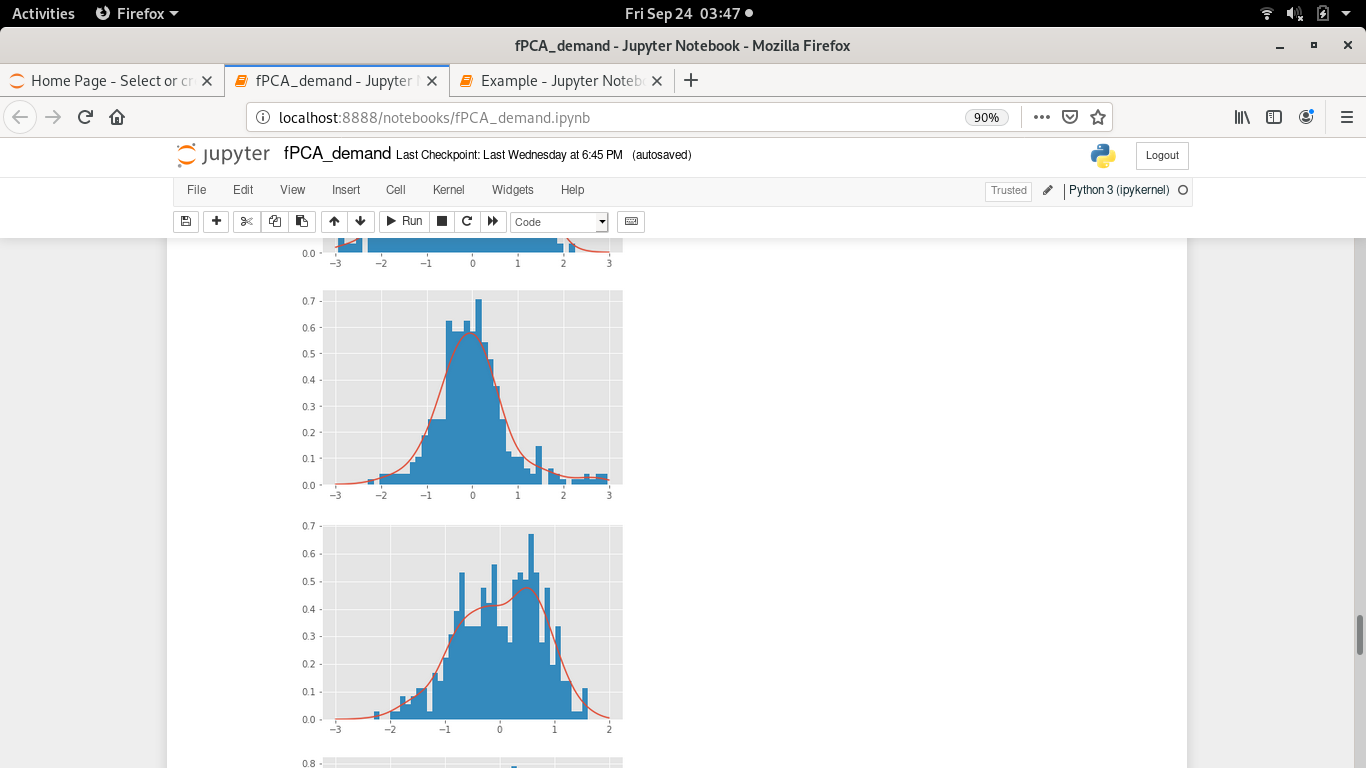 Activities Firefox Fri Sep 24 03:47
fPCA_demand - Jupyter Notebook - Mozilla Firefox
Home Page - Select or cr fPCA_demand - Jupyter Example - Jupyter Noteb
localhost:8888/notebooks/fPCA_demand.ipynb 90%
jupyter fPCA_demand Last Checkpoint: Last Wednesday at 6:45 PM (autosaved) Logout
File Edit View Insert Cell Kernel Widgets Help Trusted Python 3 (ipykernel)
Run Code
0.0
−3 −2 −1 0 1 2 3
0.7
0.6
0.5
0.4
0.3
0.2
0.1
0.0
−3 −2 −1 0 1 2 3
0.7
0.6
0.5
0.4
0.3
0.2
0.1
0.0
−3 −2 −1 0 1 2
0.8